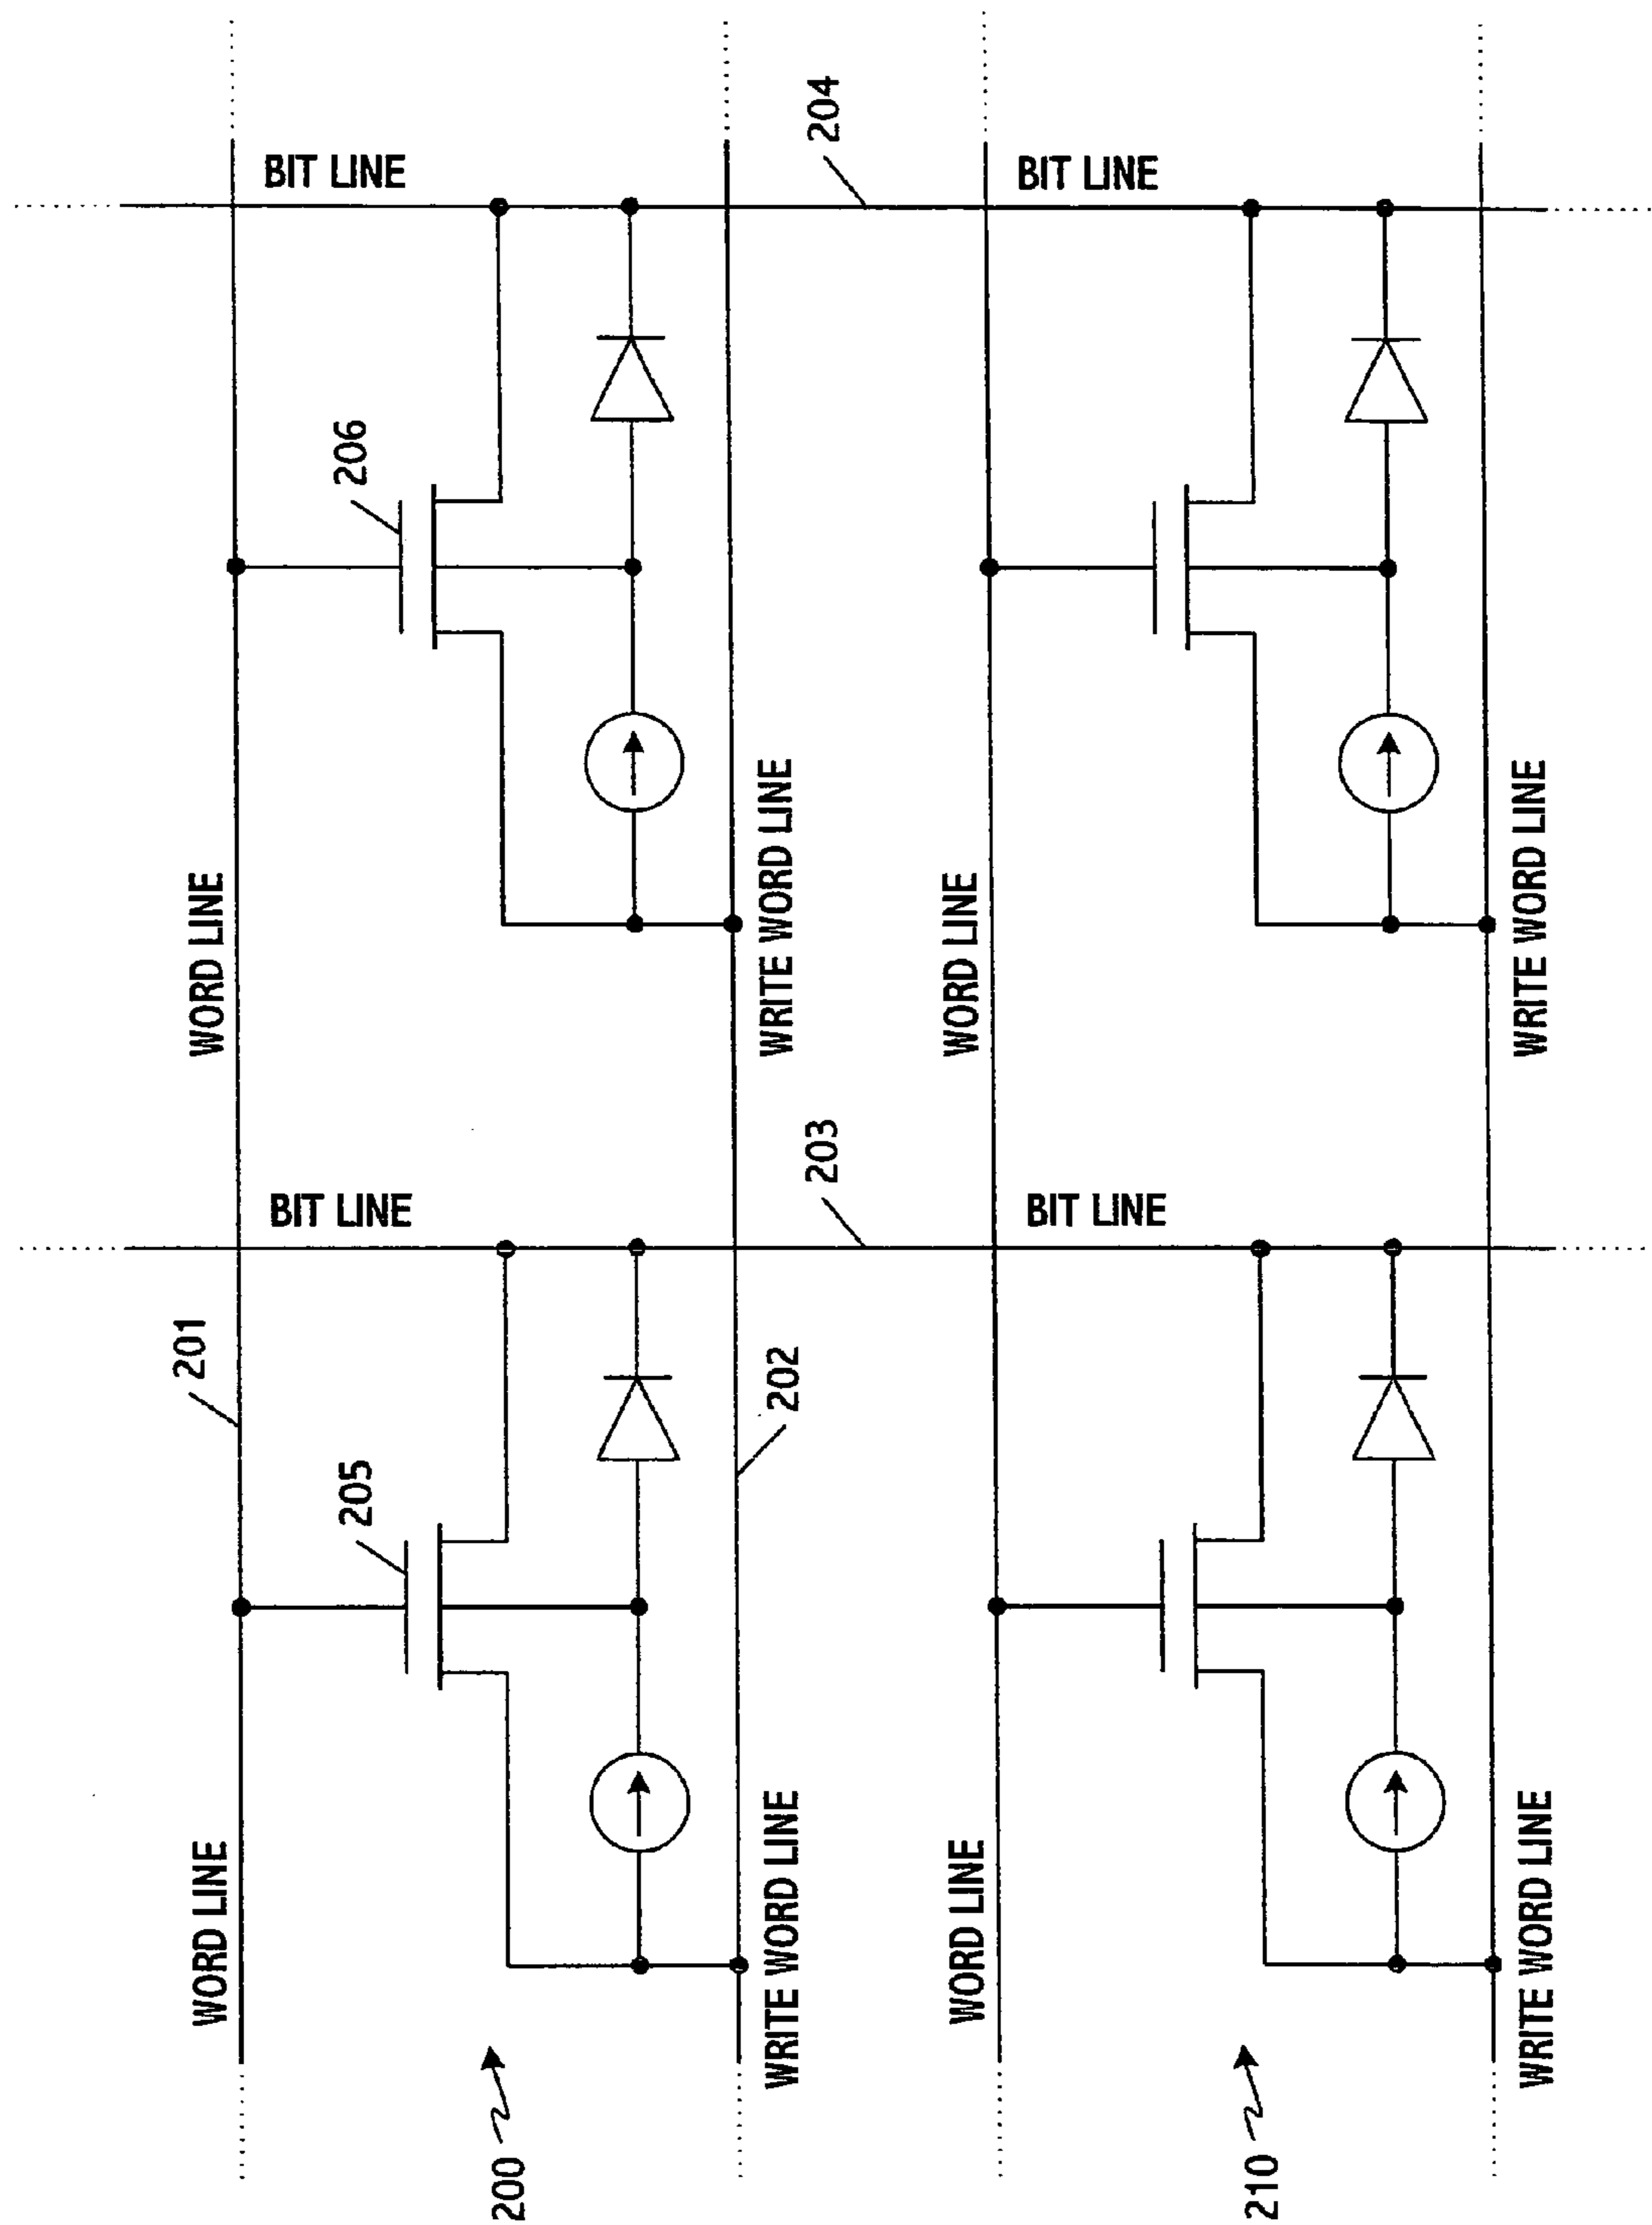 WORD LINE
201
WORD LINE
BIT LINE
BIT LINE
205
206
200
WRITE WORD LINE
202
WRITE WORD LINE
203
204
WORD LINE
WORD LINE
BIT LINE
BIT LINE
210
WRITE WORD LINE
WRITE WORD LINE